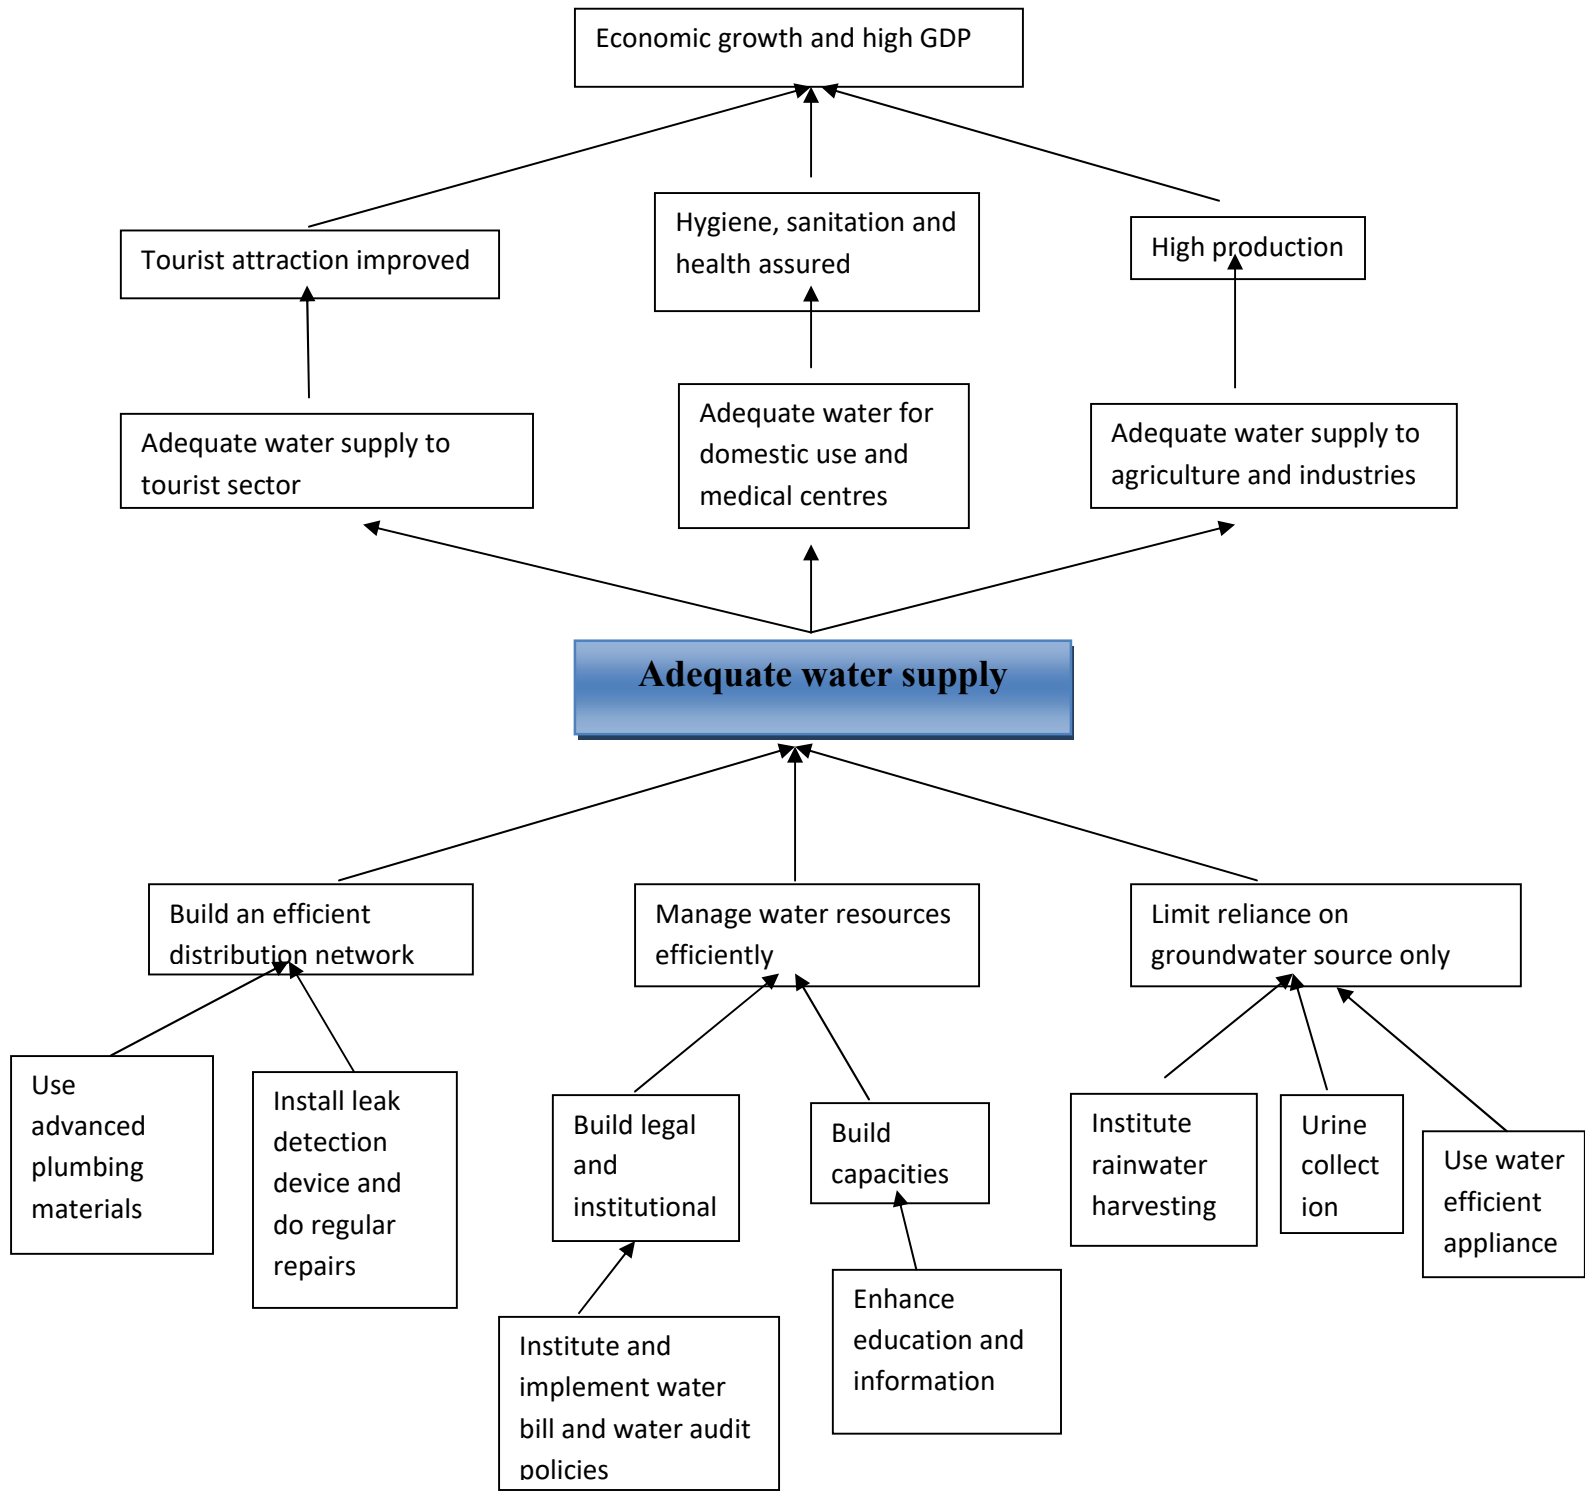 Economic growth and high GDP
Tourist attraction improved
Hygiene, sanitation and
health assured
High production
Adequate water supply to
tourist sector
Adequate water for
domestic use and
medical centres
Adequate water supply to
agriculture and industries
Adequate water supply
Build an efficient
distribution network
Manage water resources
efficiently
Limit reliance on
groundwater source only
Use
advanced
plumbing
materials
Install leak
detection
device and
do regular
repairs
Build legal
and
institutional
Build
capacities
Institute
rainwater
harvesting
Urine
collect
ion
Use water
efficient
appliance
Institute and
implement water
bill and water audit
policies
Enhance
education and
information